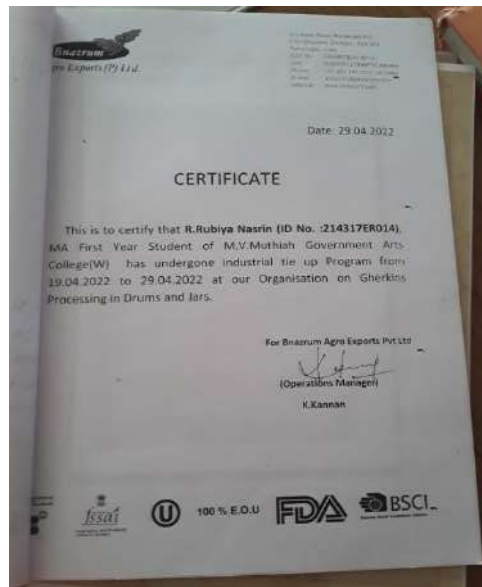 Bnazrum
Agro Exports (P) Ltd.
Date: 29.04.2022
CERTIFICATE
This is to certify that R.Rubiya Nasrin (ID No. :214317ER014),
MA First Year Student of M.V.Muthiah Government Arts
College(W) has undergone industrial tie up Program from
19.04.2022 to 29.04.2022 at our Organisation on Gherkins
Processing in Drums and Jars.
For Bnazrum Agro Exports Pvt Ltd
(Operations Manager)
K.Kannan
fssai
U
100 % E.O.U
FDA
BSCI